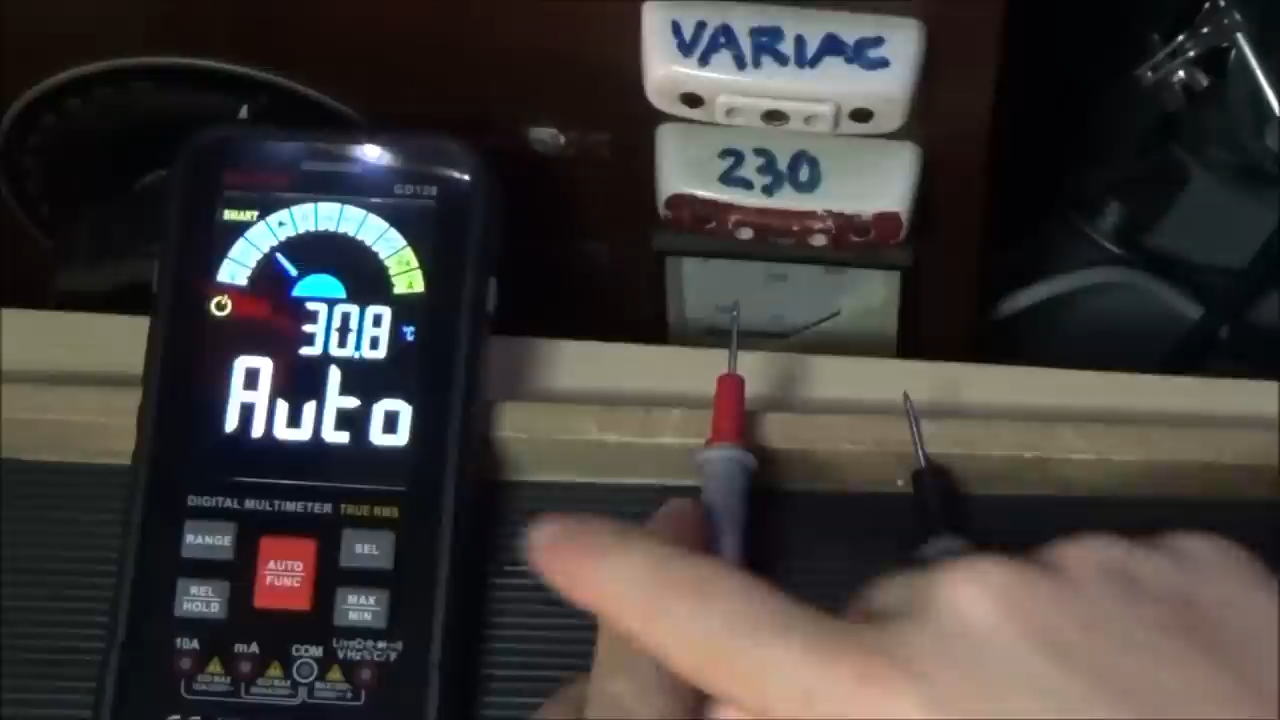 VARIAC
230
GD128
SMART
30.8 °C
Auto
DIGITAL MULTIMETER TRUE RMS
RANGE
SEL
AUTO
FUNC
REL
HOLD
MAX
MIN
10A
mA
COM